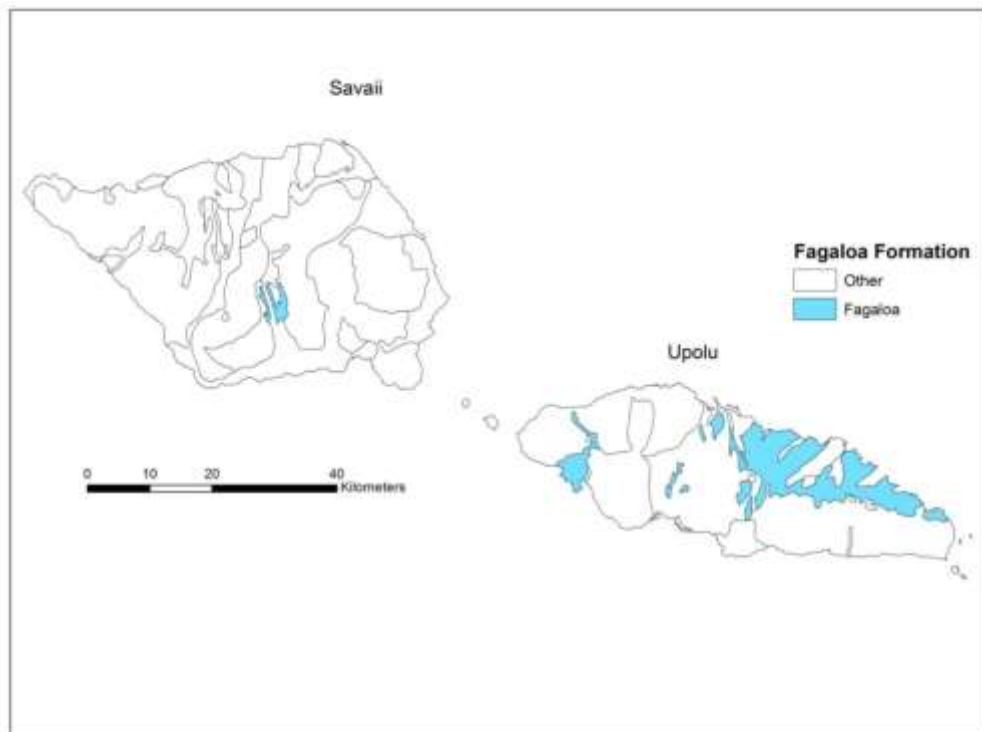 Savaii
Fagaloa Formation
Other
Fagaloa
Upolu
0 10 20 40
Kilometers